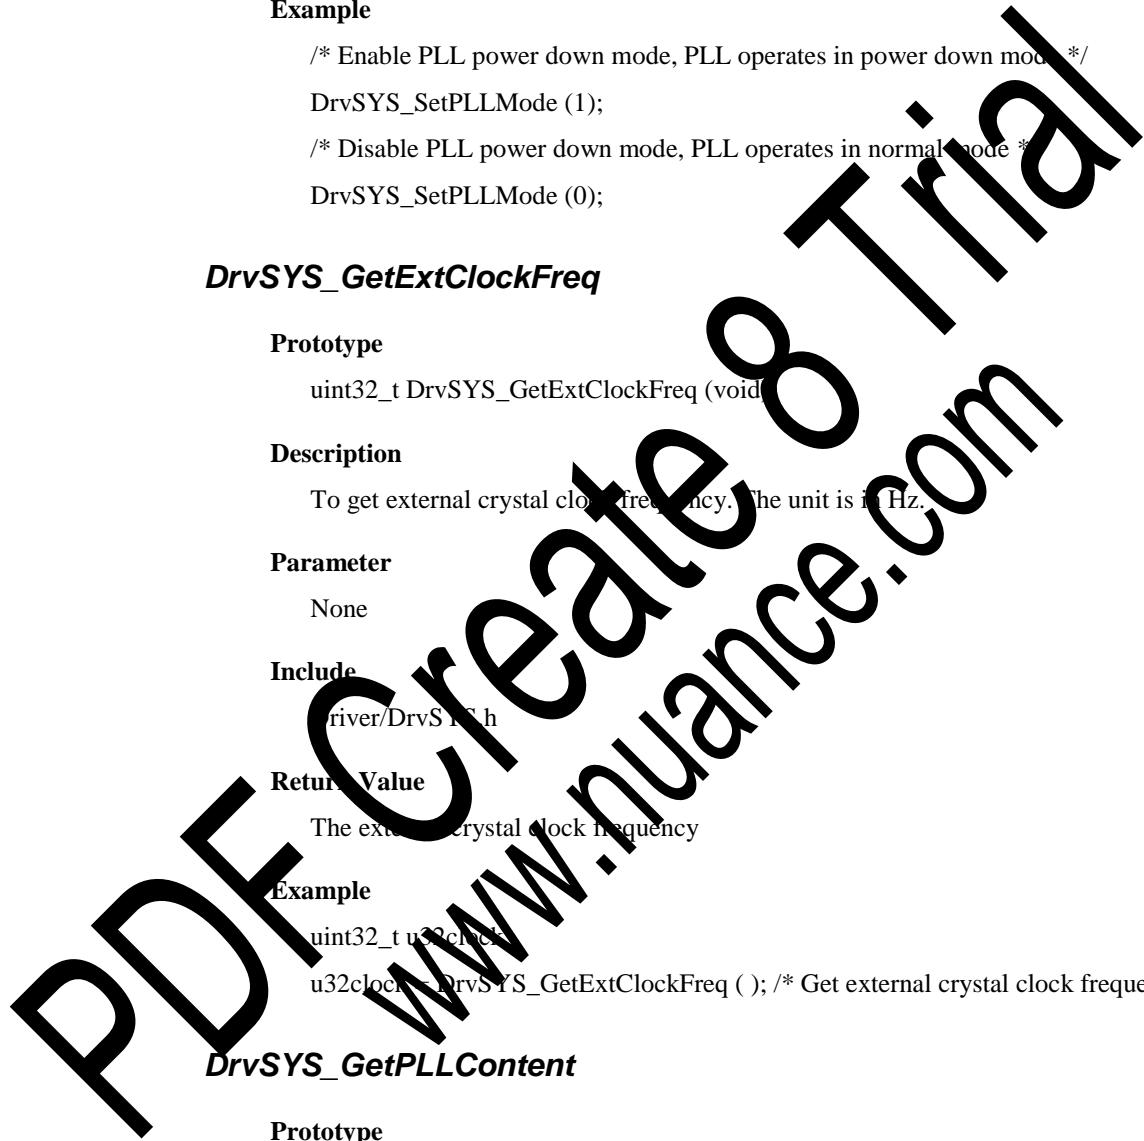 Example
/* Enable PLL power down mode, PLL operates in power down mode */
DrvSYS_SetPLLMode (1);
/* Disable PLL power down mode, PLL operates in normal mode *
DrvSYS_SetPLLMode (0);
DrvSYS_GetExtClockFreq
Prototype
uint32_t DrvSYS_GetExtClockFreq (void)
Description
To get external crystal clock frequency. The unit is in Hz.
Parameter
None
Include
Driver/DrvSYS.h
Return Value
The external crystal clock frequency
Example
uint32_t u32clock
u32clock = DrvSYS_GetExtClockFreq ( ); /* Get external crystal clock freque
DrvSYS_GetPLLContent
Prototype
PDF Create 8 Trial
www.nuance.com